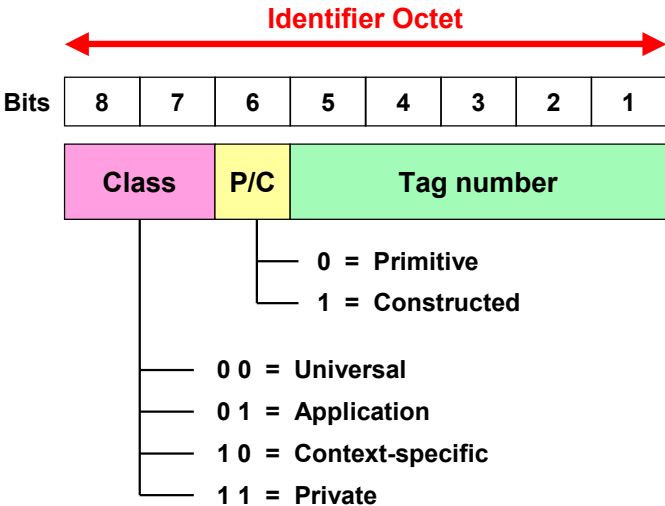 Identifier Octet
Bits 8 7 6 5 4 3 2 1
Class P/C Tag number
0 = Primitive
1 = Constructed
0 0 = Universal
0 1 = Application
1 0 = Context-specific
1 1 = Private